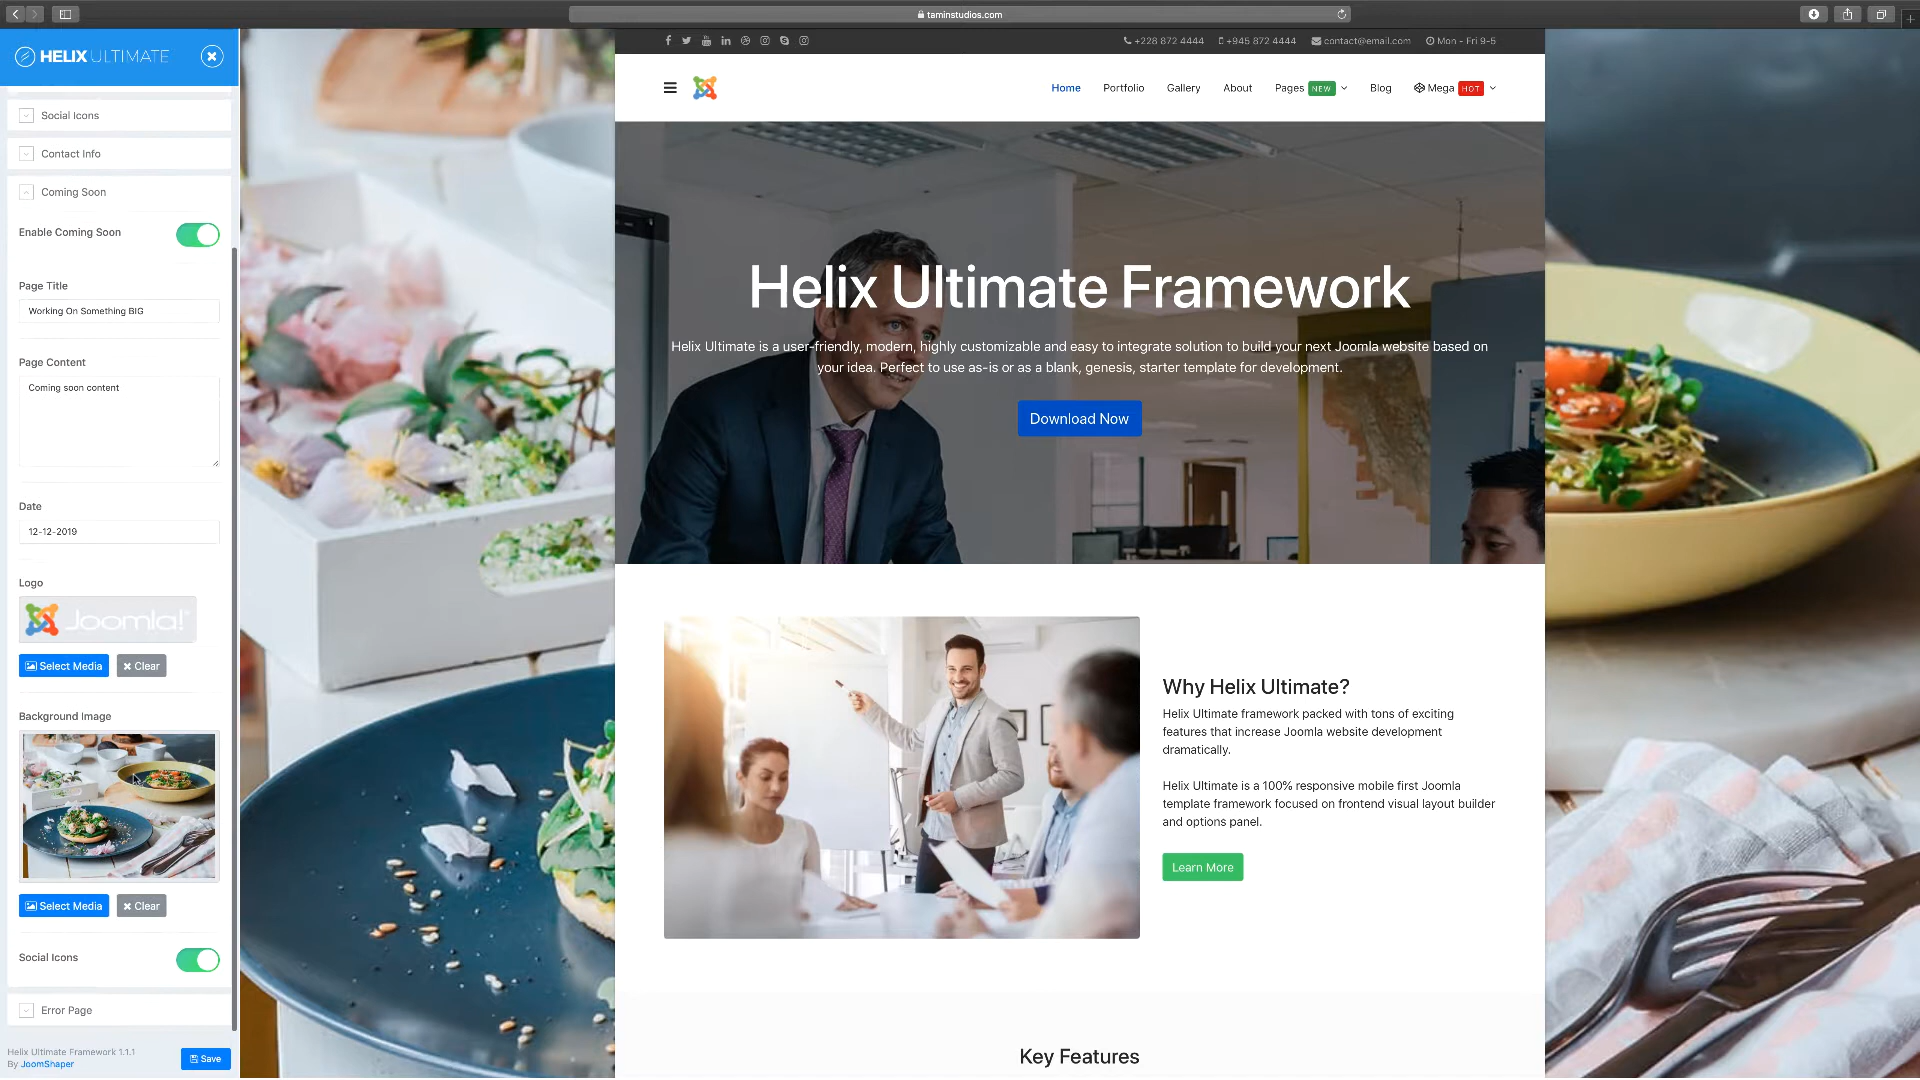 taminstudios.com
HELIX ULTIMATE
Social Icons
Contact Info
Coming Soon
Enable Coming Soon
Page Title
Working On Something BIG
Page Content
Coming soon content
Date
12-12-2019
Logo
Joomla!
Select Media
Clear
Background Image
Select Media
Clear
Social Icons
Error Page
Helix Ultimate Framework 1.1.1
By JoomShaper
Save
+228 872 4444 +945 872 4444 contact@email.com Mon - Fri 9-5
Home Portfolio Gallery About Pages NEW Blog Mega HOT
Helix Ultimate Framework
Helix Ultimate is a user-friendly, modern, highly customizable and easy to integrate solution to build your next Joomla website based on
your idea. Perfect to use as-is or as a blank, genesis, starter template for development.
Download Now
Why Helix Ultimate?
Helix Ultimate framework packed with tons of exciting
features that increase Joomla website development
dramatically.
Helix Ultimate is a 100% responsive mobile first Joomla
template framework focused on frontend visual layout builder
and options panel.
Learn More
Key Features